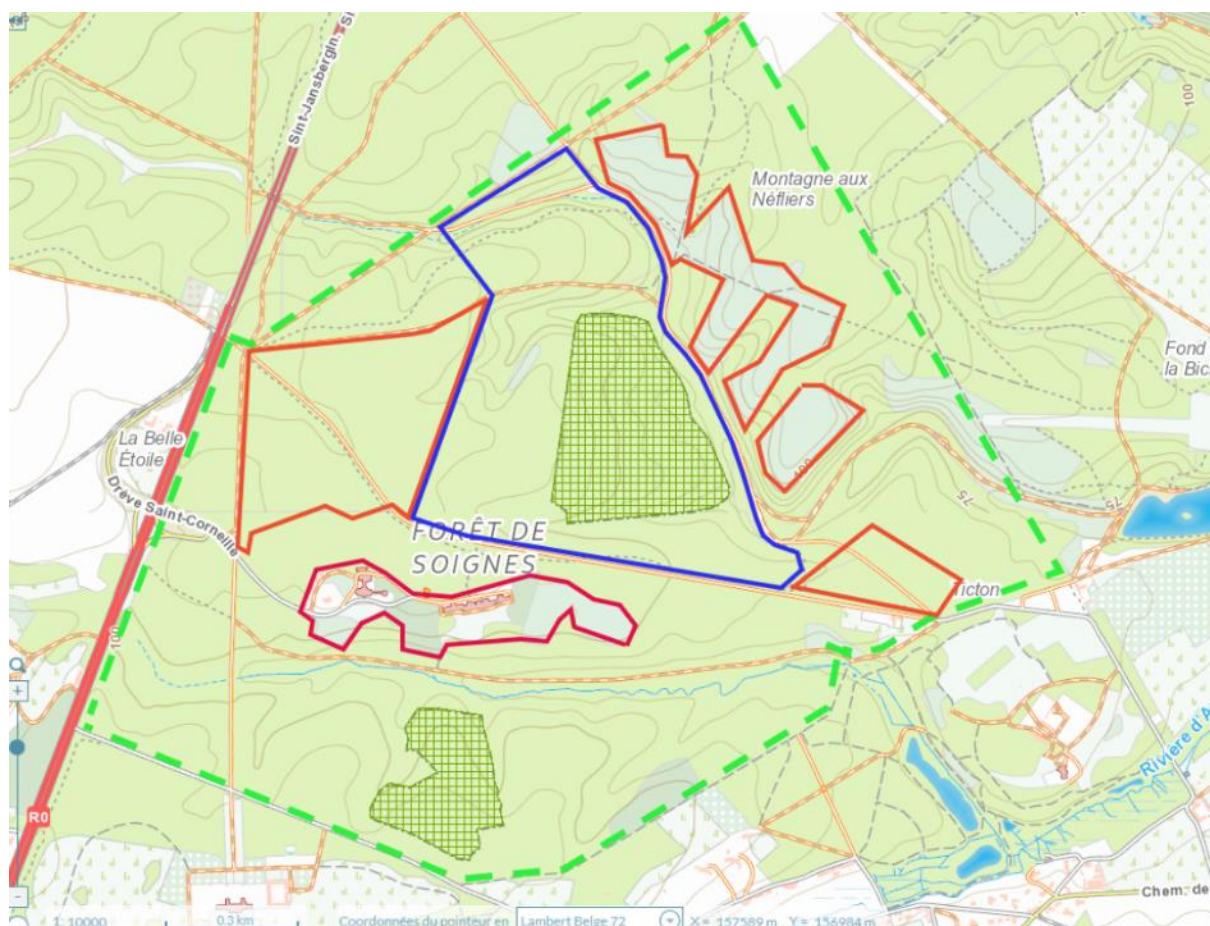 Sint-Jansbergln.
100
Montagne aux
Néfliers
Fond
la Bic
La Belle
Étoile
Drève Saint-Corneille
75
75
100
FORÊT DE
SOIGNES
Ticton
100
Rivière d'A
R0
Chem. de
1: 10000
0.3 km
Coordonnées du pointeur en
Lambert Belge 72
X = 157589 m
Y = 156984 m